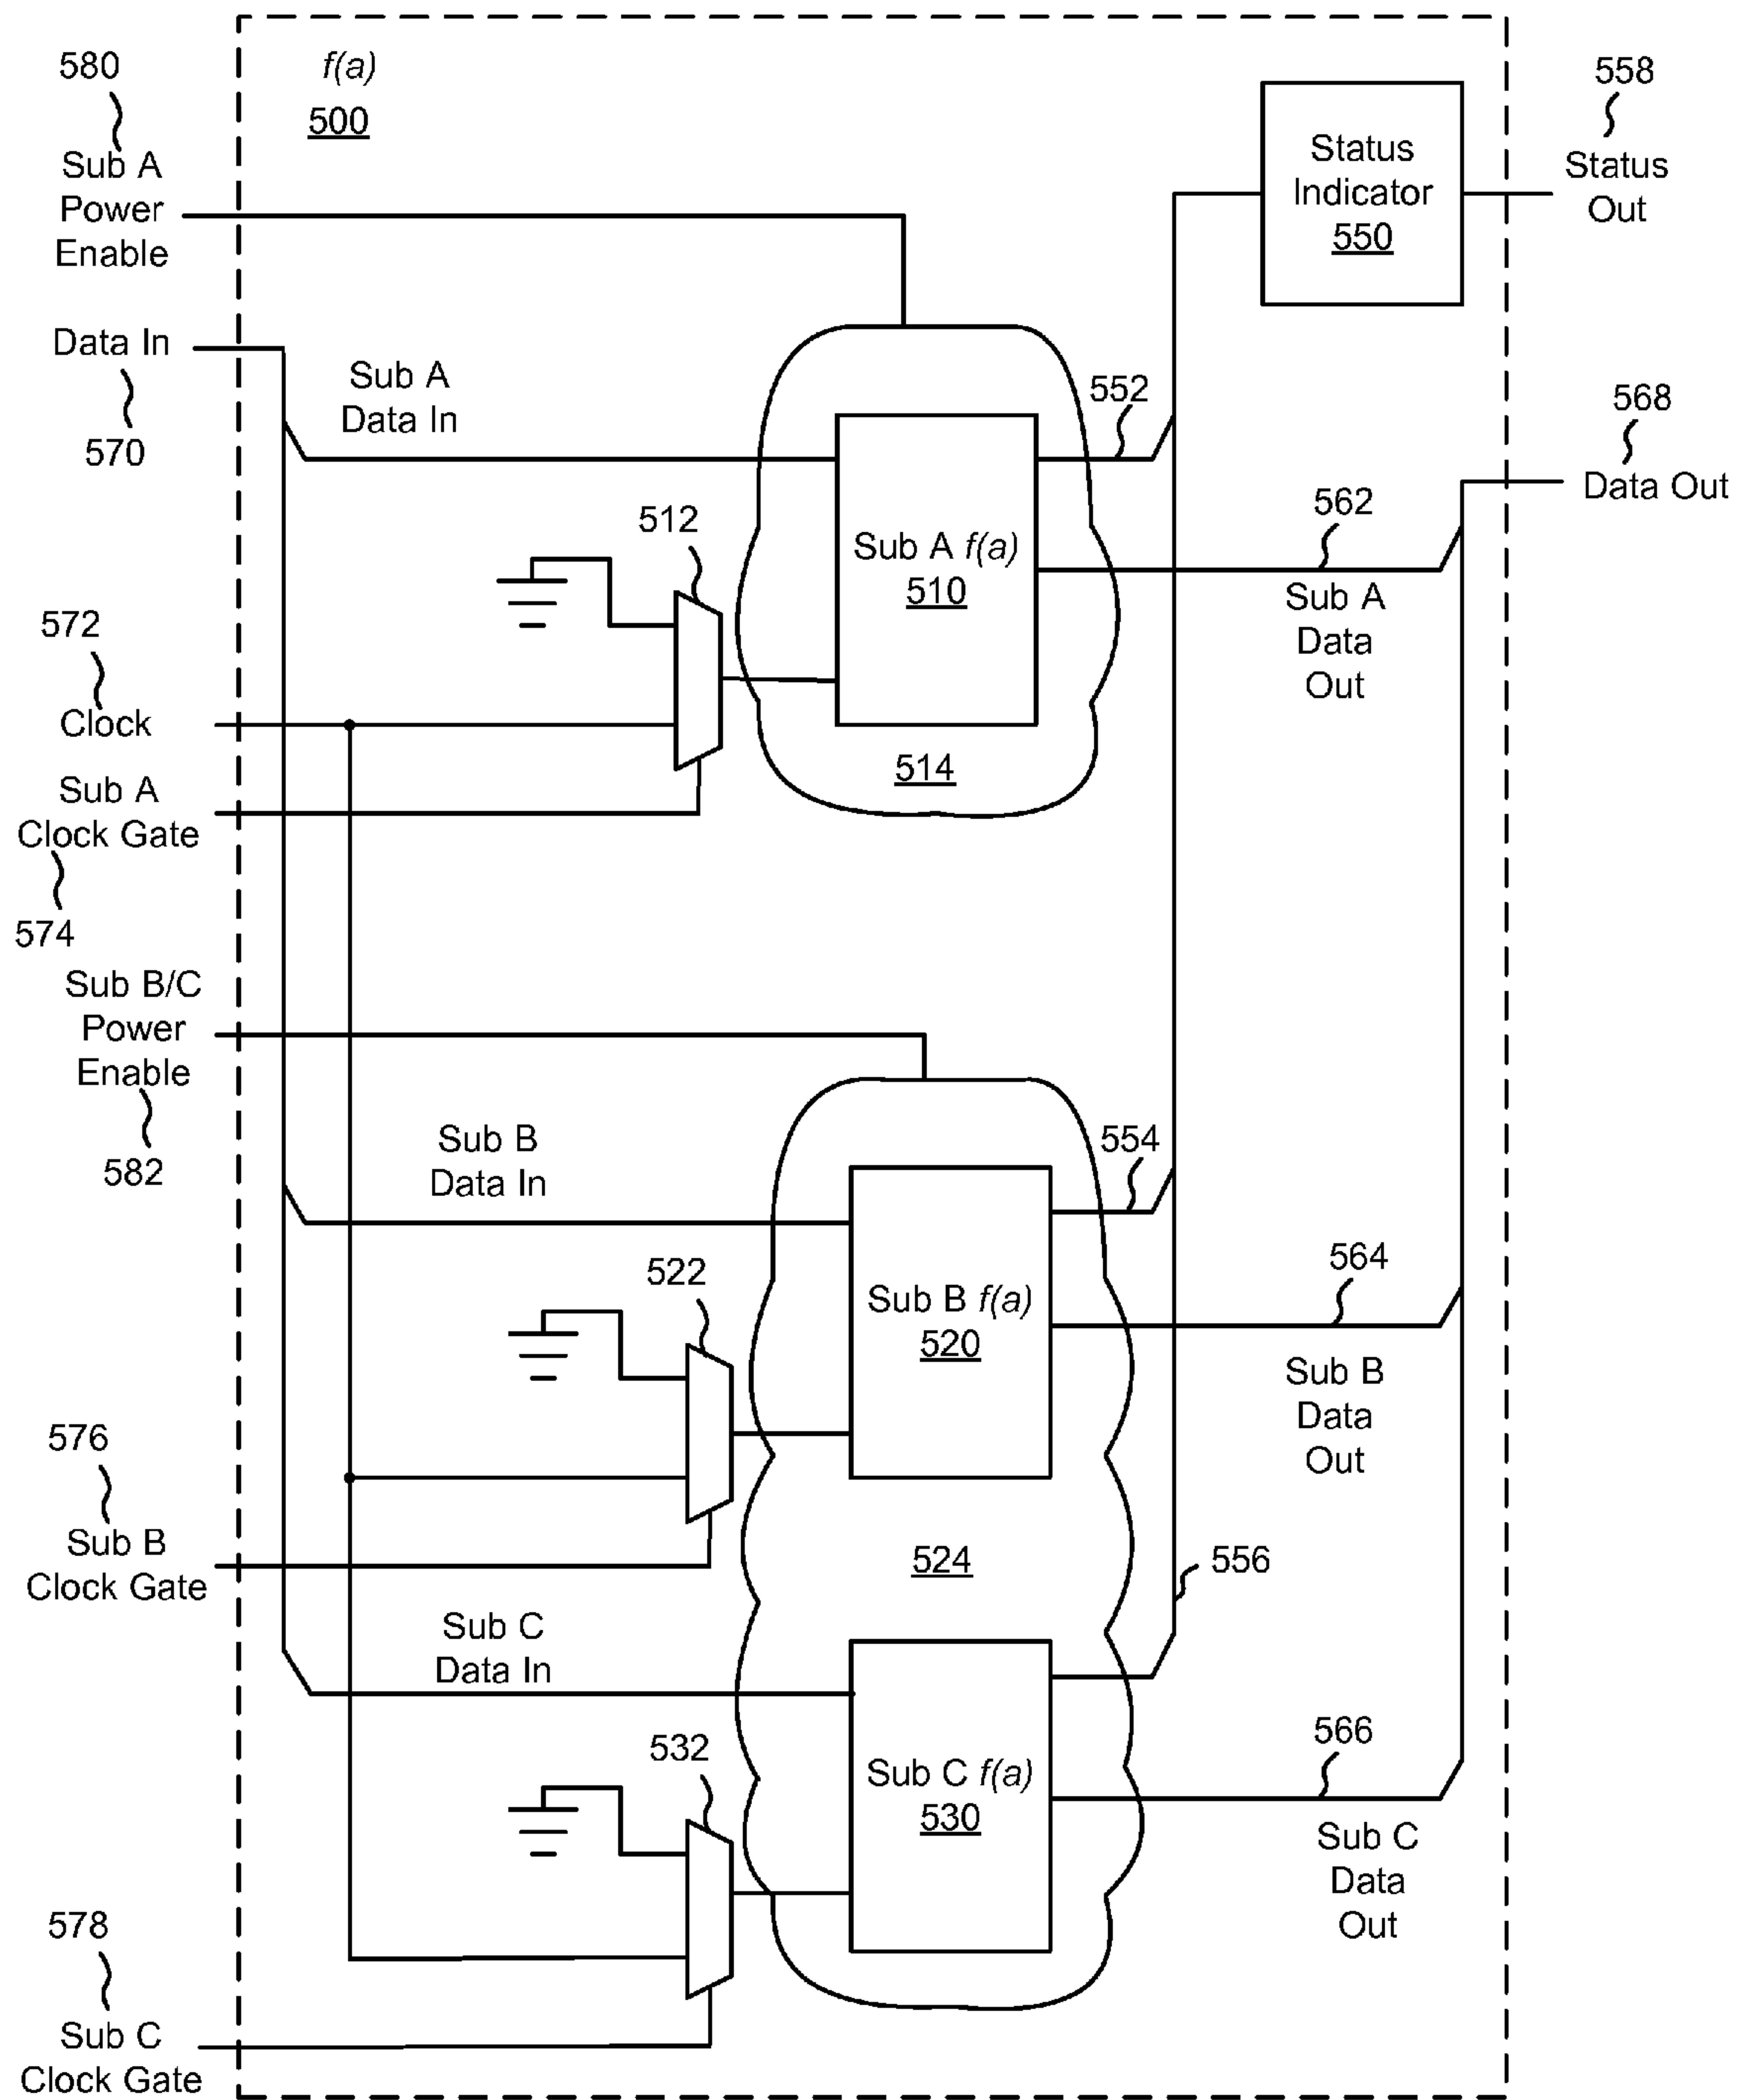 580
Sub A
Power
Enable
f(a)
500
Status
Indicator
550
558
Status
Out
Data In
570
Sub A
Data In
552
568
Data Out
512
Sub A f(a)
510
562
Sub A
Data
Out
572
Clock
514
Sub A
Clock Gate
574
Sub B/C
Power
Enable
582
Sub B
Data In
554
522
Sub B f(a)
520
564
Sub B
Data
Out
576
Sub B
Clock Gate
524
556
Sub C
Data In
532
Sub C f(a)
530
566
Sub C
Data
Out
578
Sub C
Clock Gate